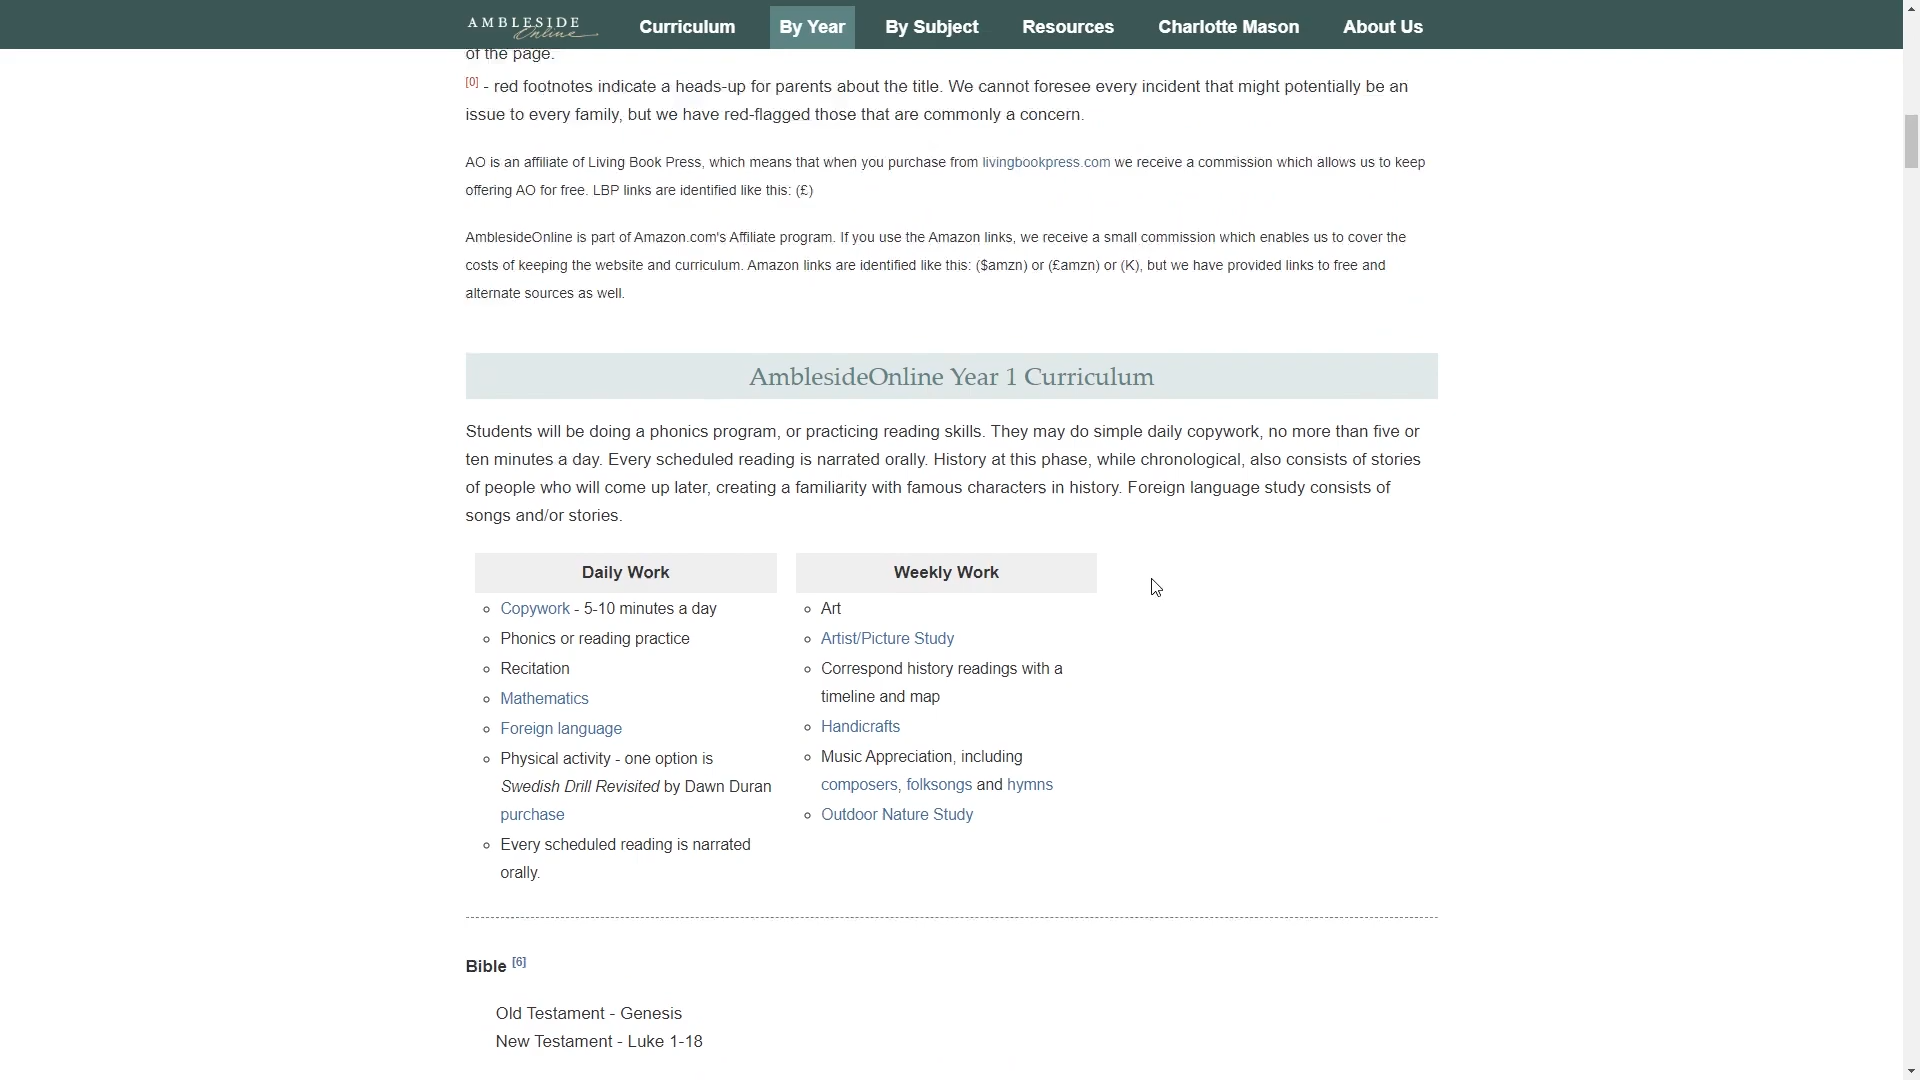 AMBLESIDE
Online
Curriculum
By Year
By Subject
Resources
Charlotte Mason
About Us
of the page.
[0] - red footnotes indicate a heads-up for parents about the title. We cannot foresee every incident that might potentially be an
issue to every family, but we have red-flagged those that are commonly a concern.
AO is an affiliate of Living Book Press, which means that when you purchase from livingbookpress.com we receive a commission which allows us to keep
offering AO for free. LBP links are identified like this: (£)
AmblesideOnline is part of Amazon.com's Affiliate program. If you use the Amazon links, we receive a small commission which enables us to cover the
costs of keeping the website and curriculum. Amazon links are identified like this: ($amzn) or (£amzn) or (K), but we have provided links to free and
alternate sources as well.
AmblesideOnline Year 1 Curriculum
Students will be doing a phonics program, or practicing reading skills. They may do simple daily copywork, no more than five or
ten minutes a day. Every scheduled reading is narrated orally. History at this phase, while chronological, also consists of stories
of people who will come up later, creating a familiarity with famous characters in history. Foreign language study consists of
songs and/or stories.
Daily Work
Copywork - 5-10 minutes a day
Phonics or reading practice
Recitation
Mathematics
Foreign language
Physical activity - one option is
Swedish Drill Revisited by Dawn Duran
purchase
Every scheduled reading is narrated
orally.
Weekly Work
Art
Artist/Picture Study
Correspond history readings with a
timeline and map
Handicrafts
Music Appreciation, including
composers, folksongs and hymns
Outdoor Nature Study
Bible [6]
Old Testament - Genesis
New Testament - Luke 1-18